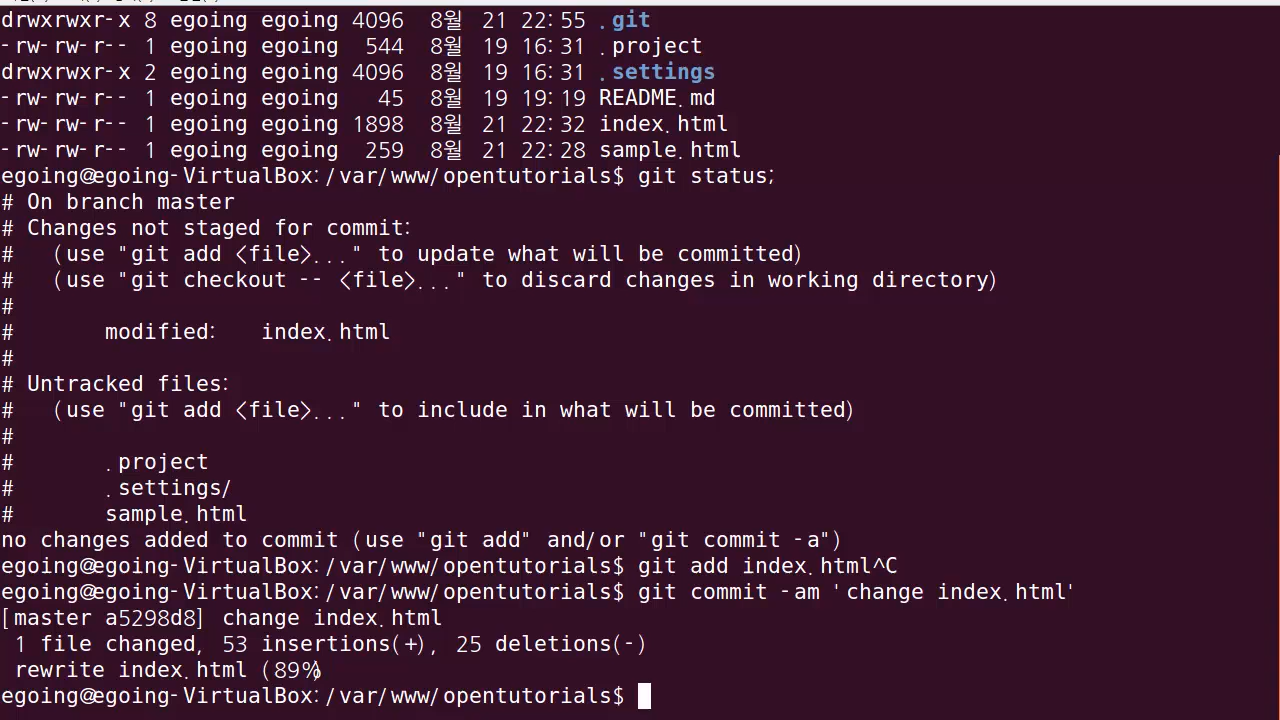 drwxrwxr-x 8 egoing egoing 4096  8월 21 22:55 .git
-rw-rw-r-- 1 egoing egoing  544  8월 19 16:31 .project
drwxrwxr-x 2 egoing egoing 4096  8월 19 16:31 .settings
-rw-rw-r-- 1 egoing egoing   45  8월 19 19:19 README.md
-rw-rw-r-- 1 egoing egoing 1898  8월 21 22:32 index.html
-rw-rw-r-- 1 egoing egoing  259  8월 21 22:28 sample.html
egoing@egoing-VirtualBox:/var/www/opentutorials$ git status;
# On branch master
# Changes not staged for commit:
#   (use "git add <file>..." to update what will be committed)
#   (use "git checkout -- <file>..." to discard changes in working directory)
#
#       modified:   index.html
#
# Untracked files:
#   (use "git add <file>..." to include in what will be committed)
#
#       .project
#       .settings/
#       sample.html
no changes added to commit (use "git add" and/or "git commit -a")
egoing@egoing-VirtualBox:/var/www/opentutorials$ git add index.html^C
egoing@egoing-VirtualBox:/var/www/opentutorials$ git commit -am 'change index.html'
[master a5298d8] change index.html
 1 file changed, 53 insertions(+), 25 deletions(-)
 rewrite index.html (89%)
egoing@egoing-VirtualBox:/var/www/opentutorials$